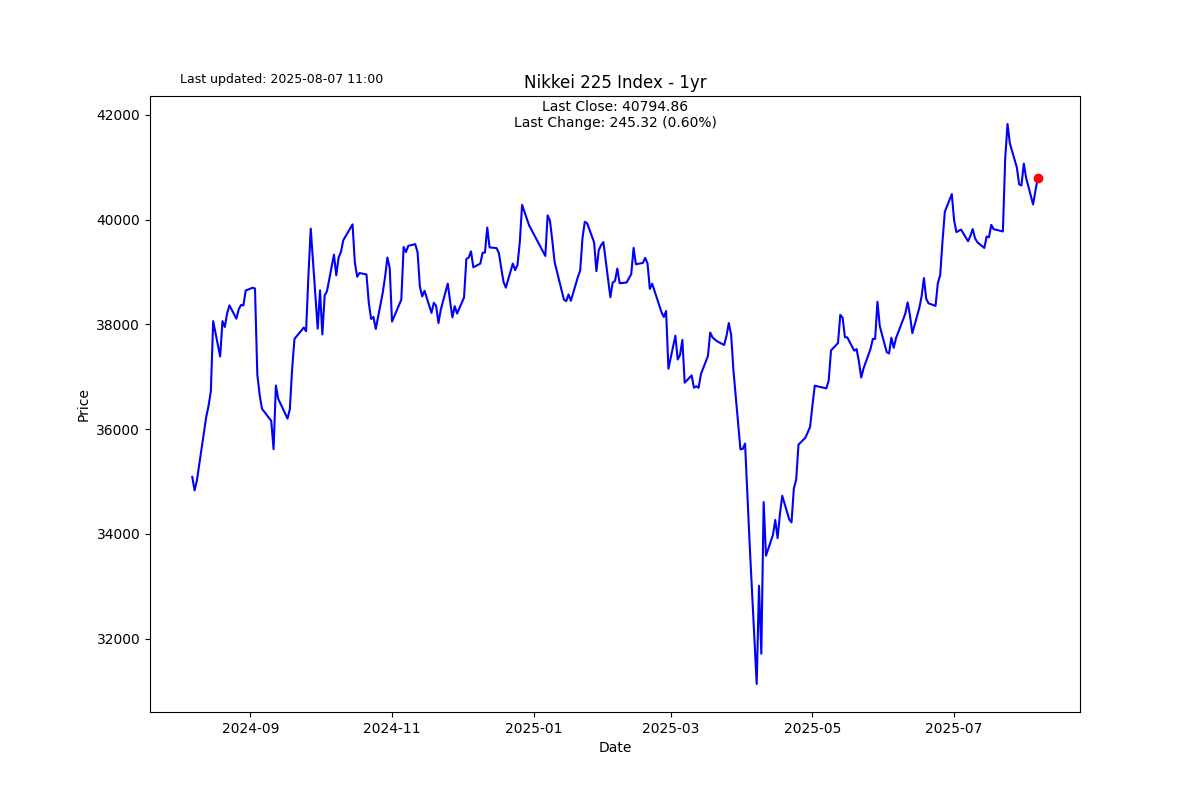 Last updated: 2025-08-07 11:00
Nikkei 225 Index - 1yr
Last Close: 40794.86
Last Change: 245.32 (0.60%)
42000
40000
38000
36000
34000
32000
Price
2024-09
2024-11
2025-01
2025-03
2025-05
2025-07
Date